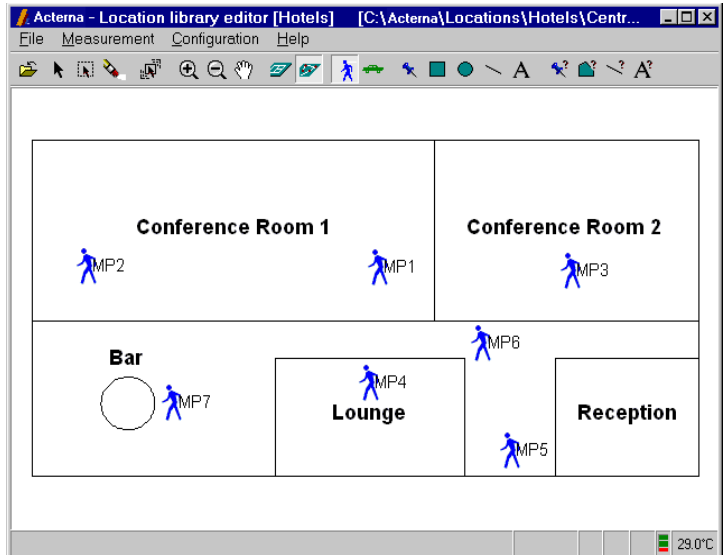 Acterna - Location library editor [Hotels] [C:\Acterna\Locations\Hotels\Centr...
File Measurement Configuration Help
A A?
Conference Room 1 Conference Room 2
MP2 MP1 MP3
MP6
Bar
MP4
MP7
Lounge Reception
MP5
29.0°C